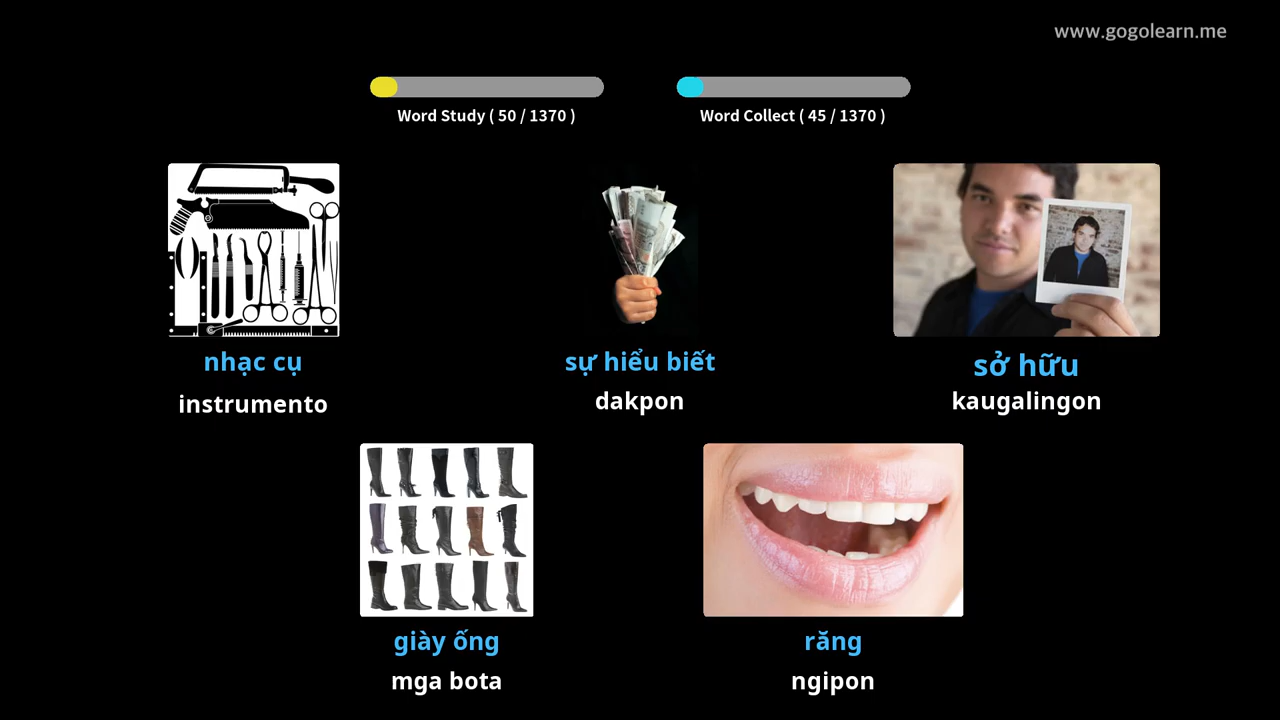 www.gogolearn.me
Word Study ( 50 / 1370 )
Word Collect ( 45 / 1370 )
nhạc cụ
instrumento
sự hiểu biết
dakpon
sở hữu
kaugalingon
giày ống
mga bota
răng
ngipon